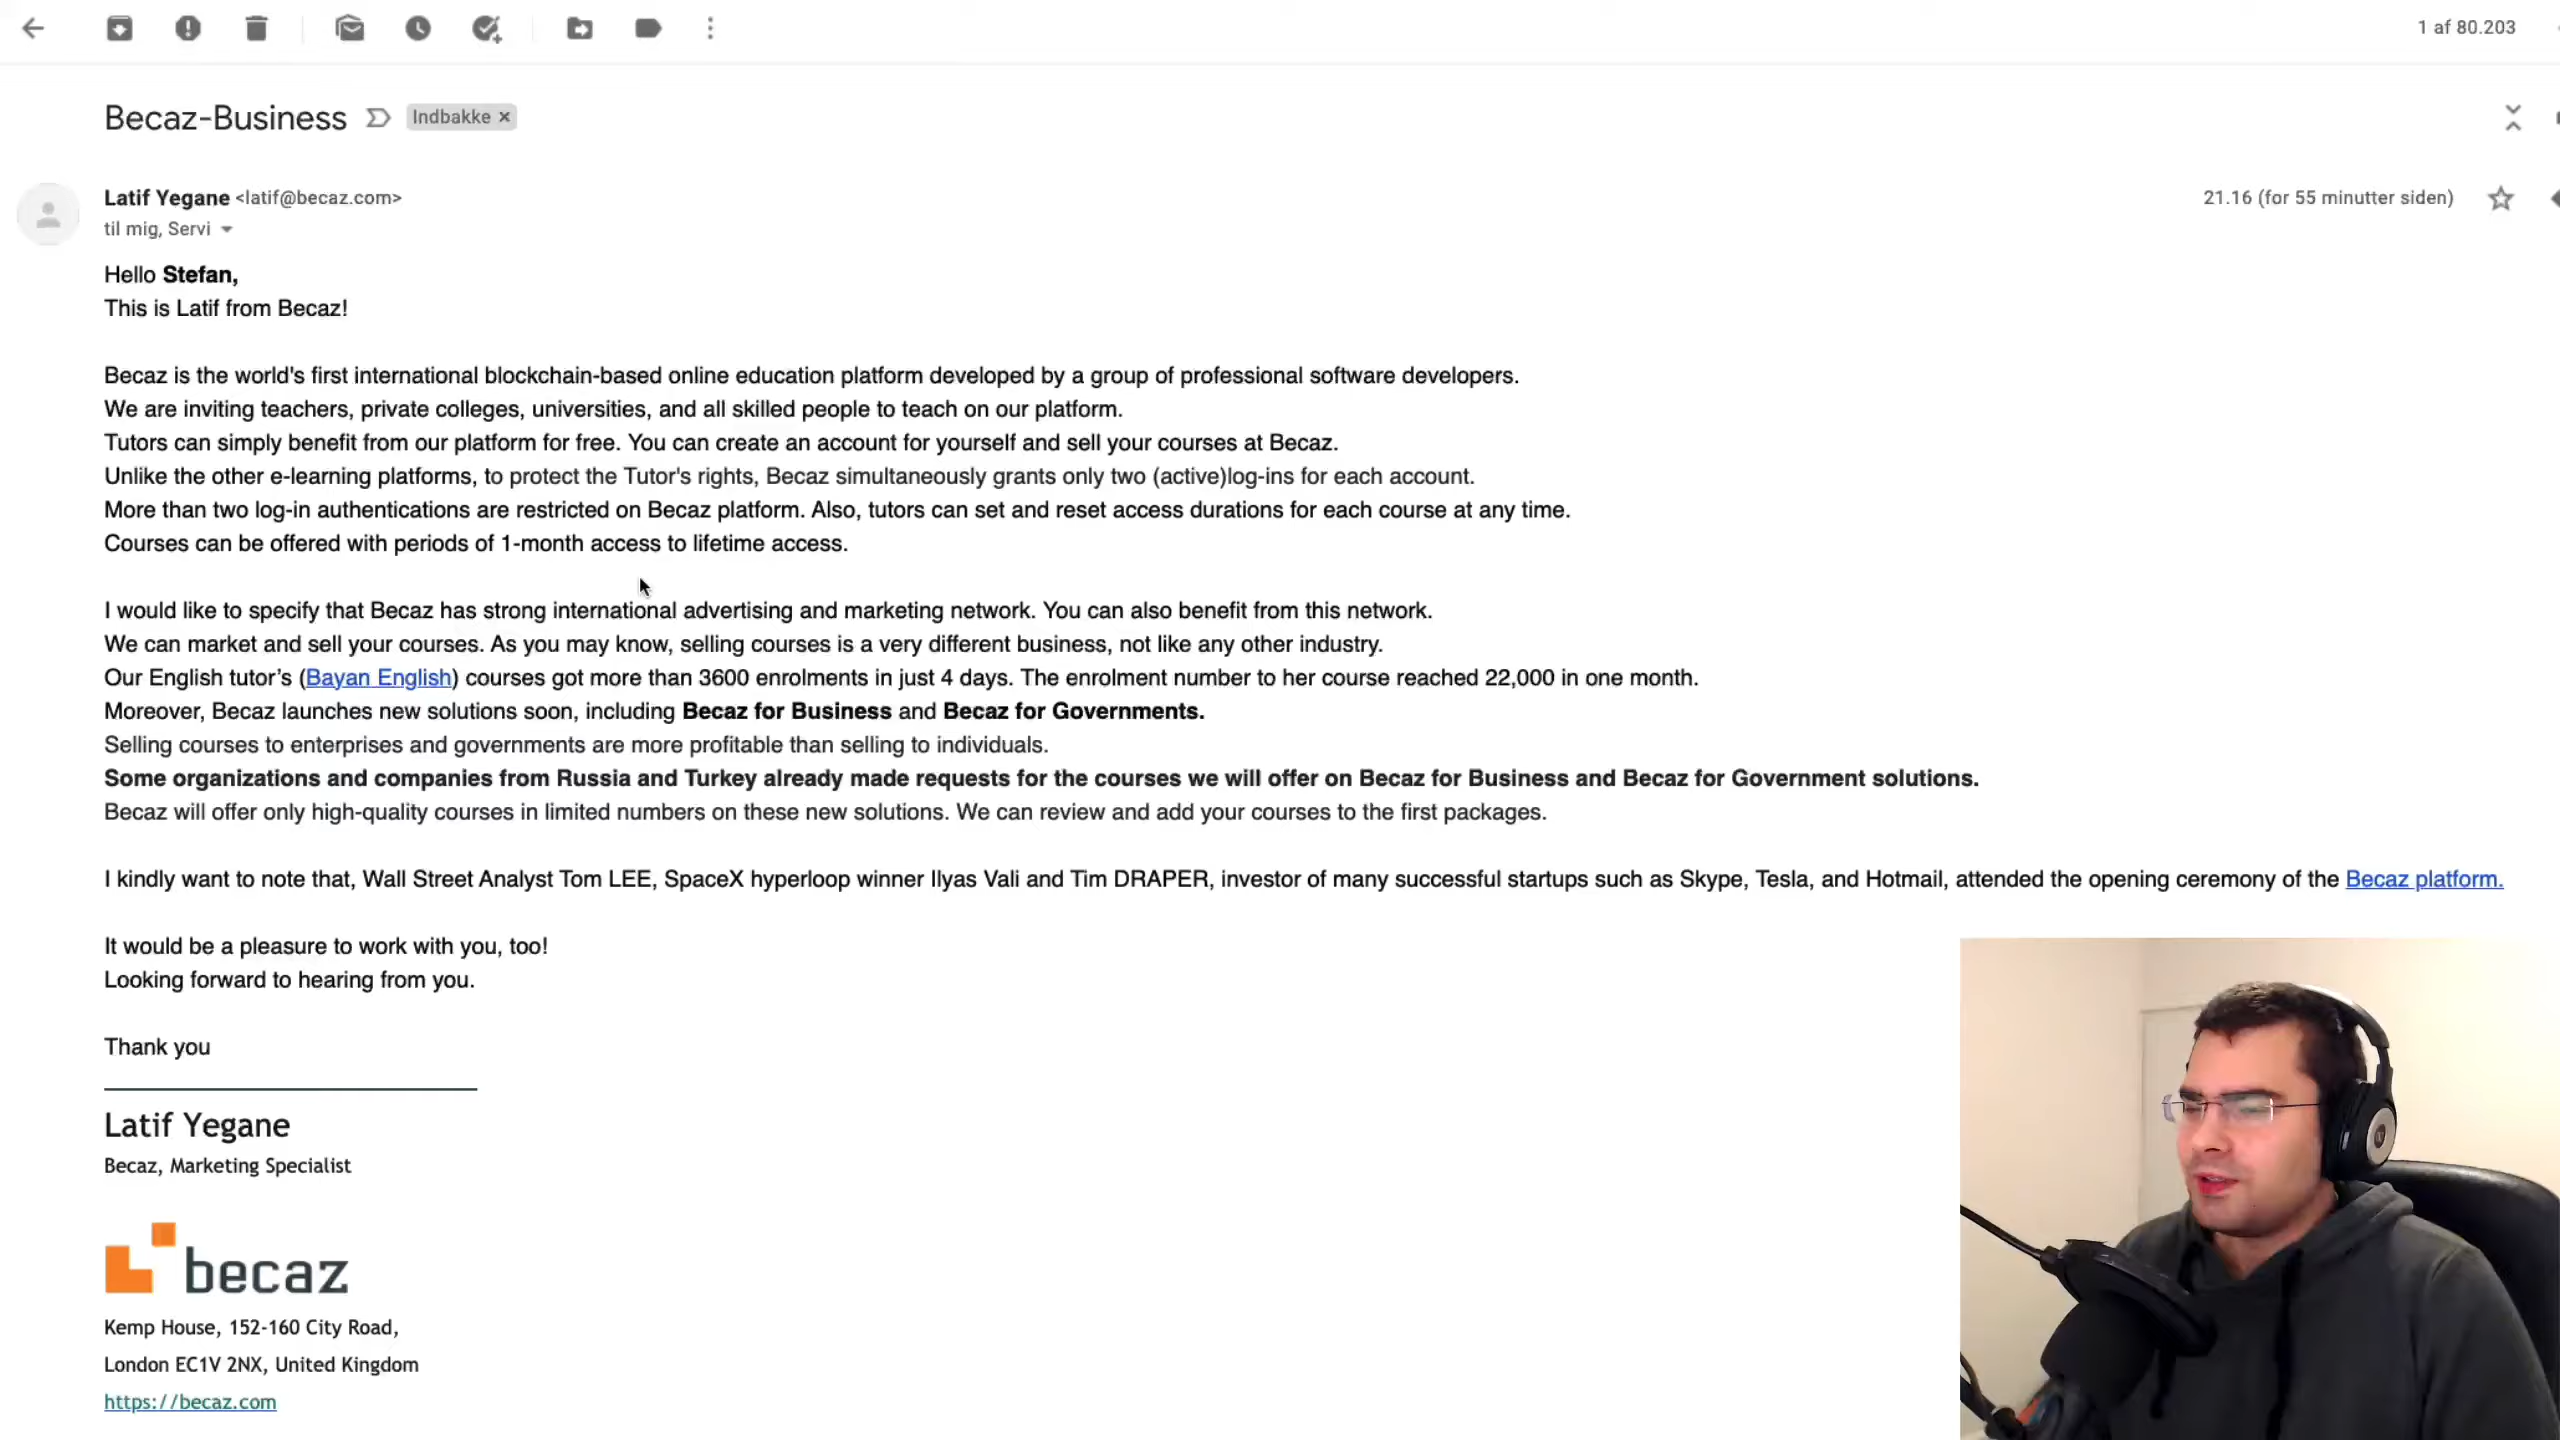 1 af 80.203
Becaz-Business
Indbakke ×
Latif Yegane <latif@becaz.com>
21.16 (for 55 minutter siden)
til mig, Servi
Hello Stefan,
This is Latif from Becaz!
Becaz is the world's first international blockchain-based online education platform developed by a group of professional software developers.
We are inviting teachers, private colleges, universities, and all skilled people to teach on our platform.
Tutors can simply benefit from our platform for free. You can create an account for yourself and sell your courses at Becaz.
Unlike the other e-learning platforms, to protect the Tutor's rights, Becaz simultaneously grants only two (active)log-ins for each account.
More than two log-in authentications are restricted on Becaz platform. Also, tutors can set and reset access durations for each course at any time.
Courses can be offered with periods of 1-month access to lifetime access.
I would like to specify that Becaz has strong international advertising and marketing network. You can also benefit from this network.
We can market and sell your courses. As you may know, selling courses is a very different business, not like any other industry.
Our English tutor’s (Bayan English) courses got more than 3600 enrolments in just 4 days. The enrolment number to her course reached 22,000 in one month.
Moreover, Becaz launches new solutions soon, including Becaz for Business and Becaz for Governments.
Selling courses to enterprises and governments are more profitable than selling to individuals.
Some organizations and companies from Russia and Turkey already made requests for the courses we will offer on Becaz for Business and Becaz for Government solutions.
Becaz will offer only high-quality courses in limited numbers on these new solutions. We can review and add your courses to the first packages.
I kindly want to note that, Wall Street Analyst Tom LEE, SpaceX hyperloop winner Ilyas Vali and Tim DRAPER, investor of many successful startups such as Skype, Tesla, and Hotmail, attended the opening ceremony of the Becaz platform.
It would be a pleasure to work with you, too!
Looking forward to hearing from you.
Thank you
Latif Yegane
Becaz, Marketing Specialist
becaz
Kemp House, 152-160 City Road,
London EC1V 2NX, United Kingdom
https://becaz.com